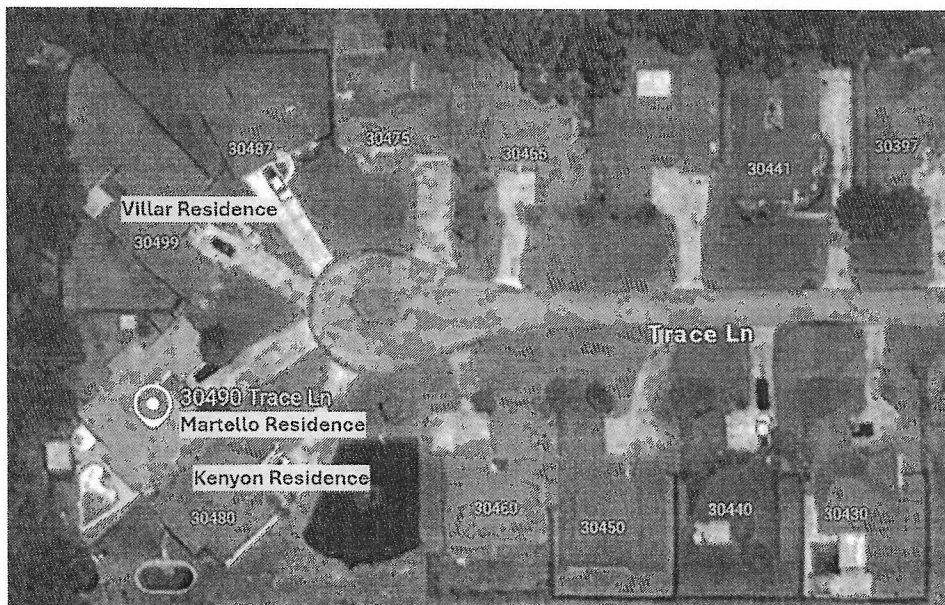 30487
30475
30465
30441
30397
Villar Residence
30499
Trace Ln
30490 Trace Ln
Martello Residence
Kenyon Residence
30480
30460
30450
30440
30430